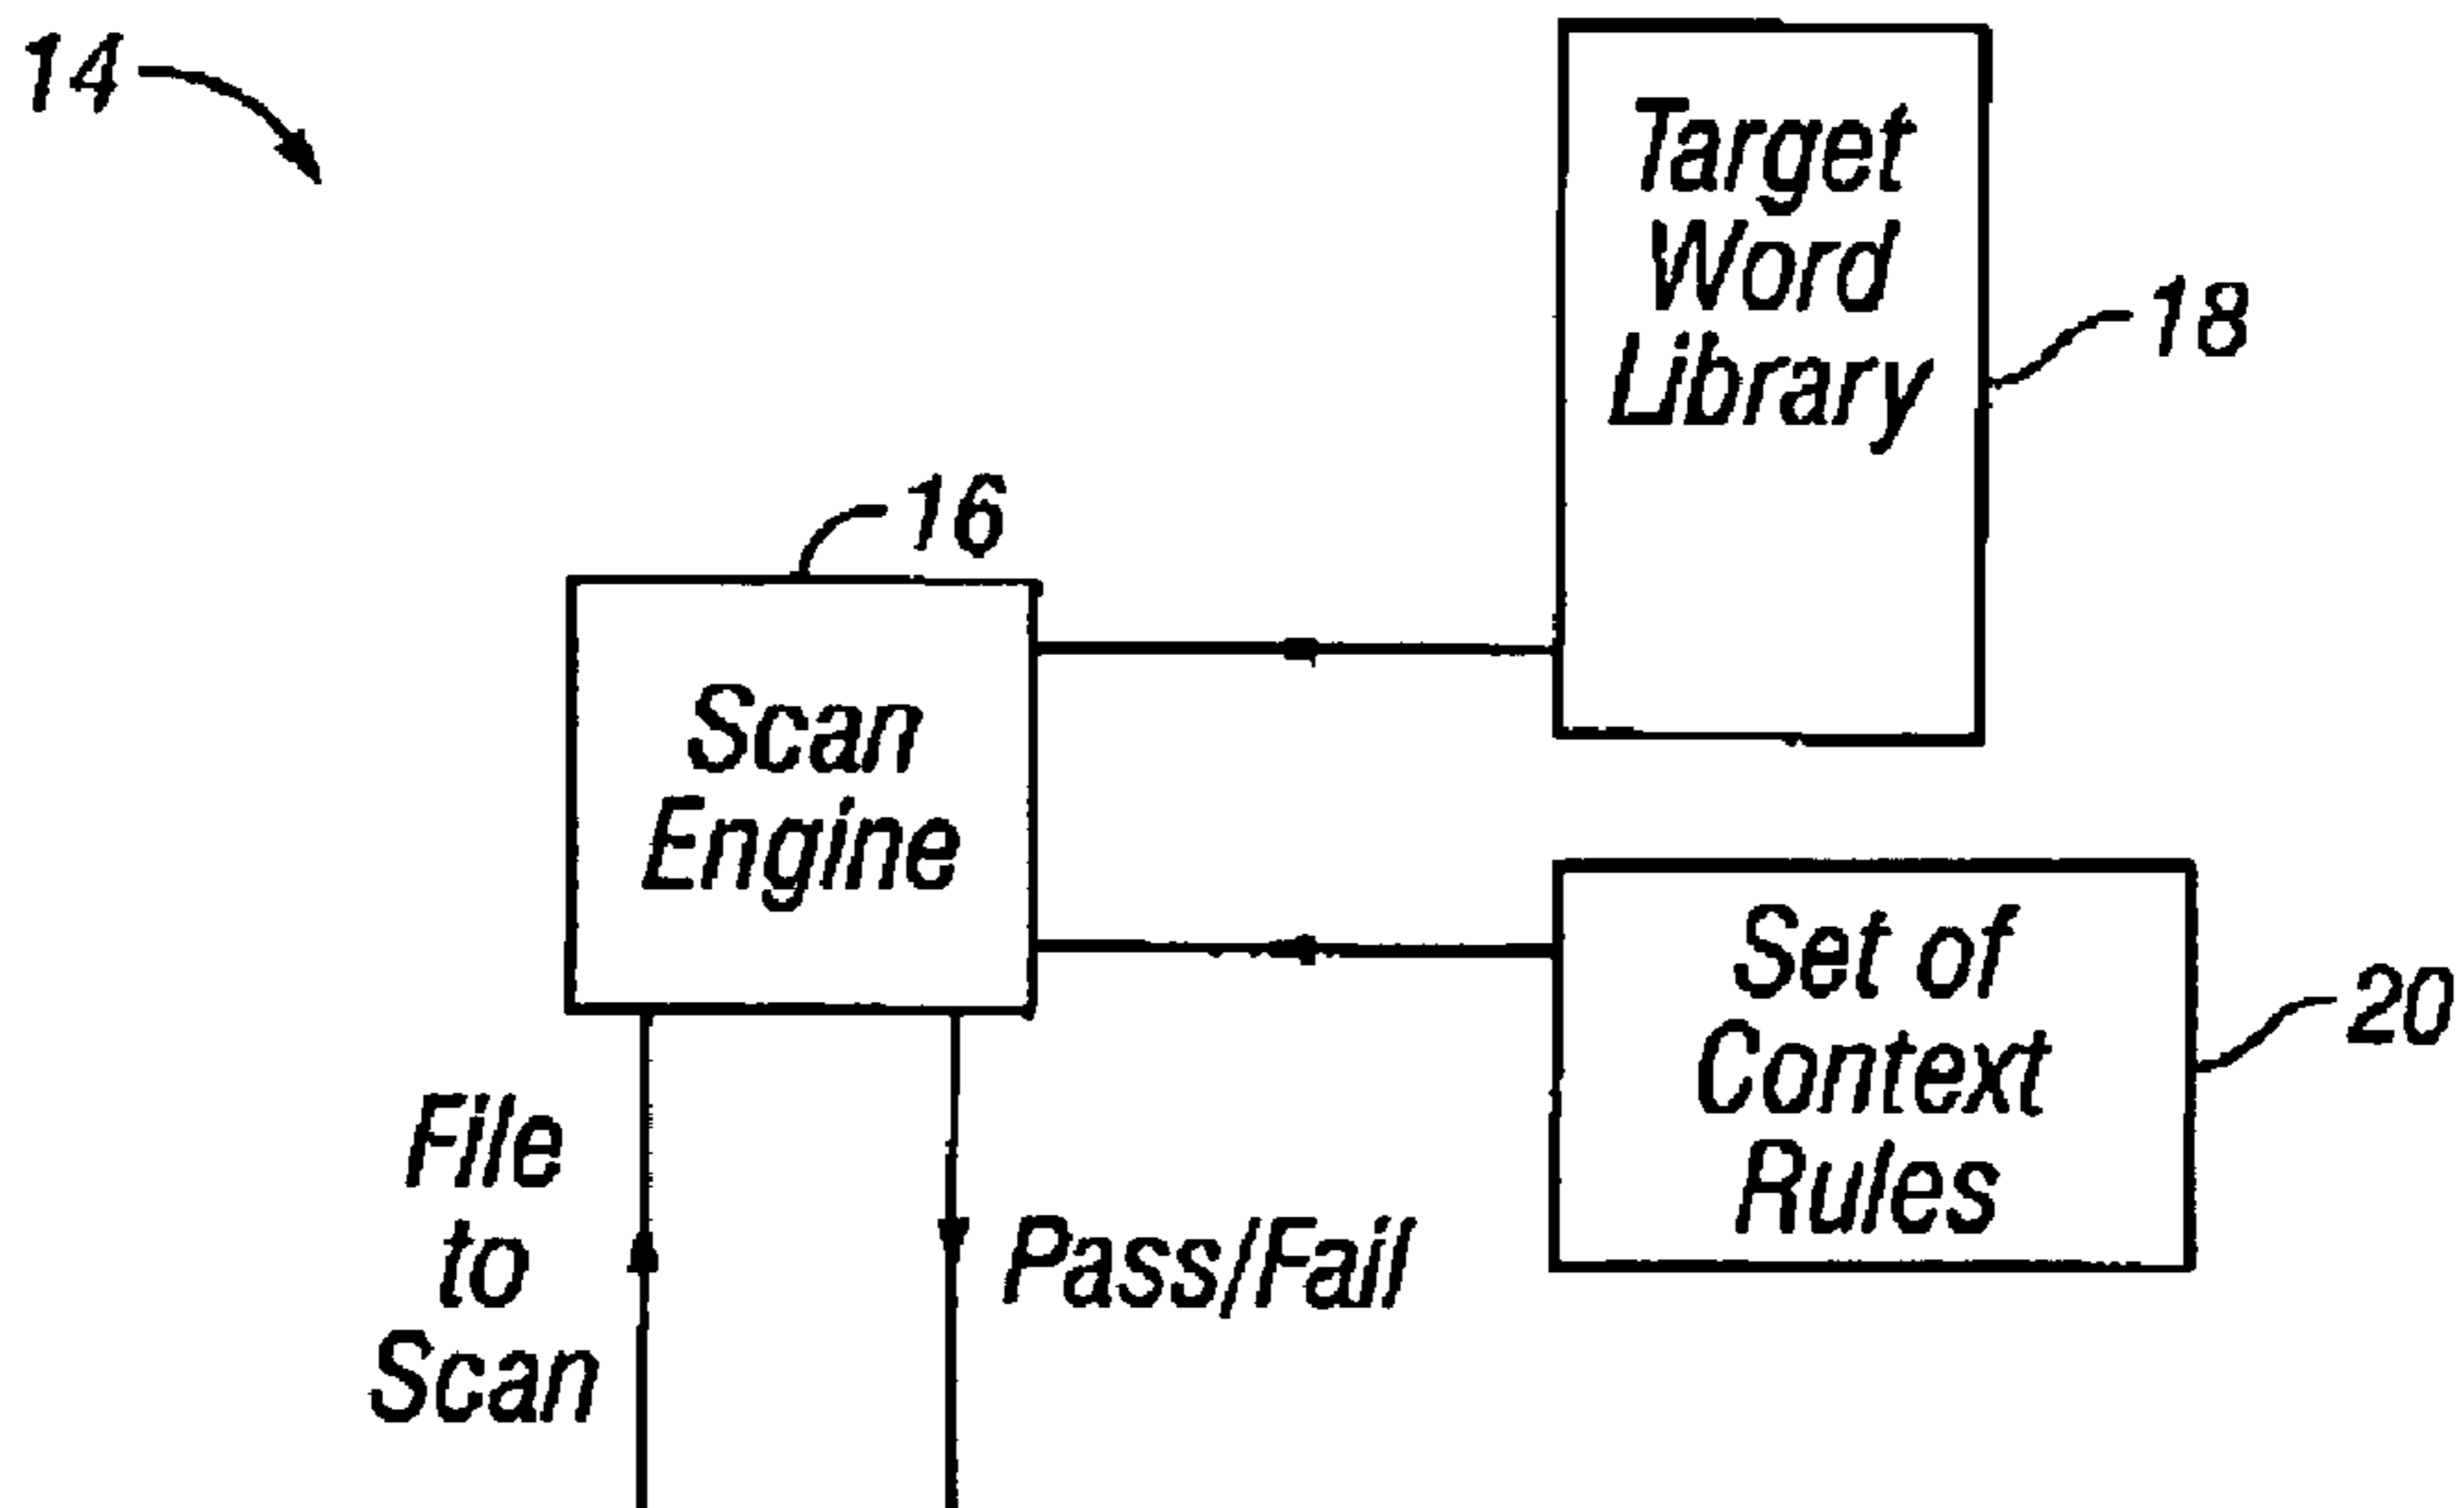 14
Target
Word
Library
18
16
Scan
Engine
Set of
Context
Rules
20
File
to
Scan
Pass/Fail